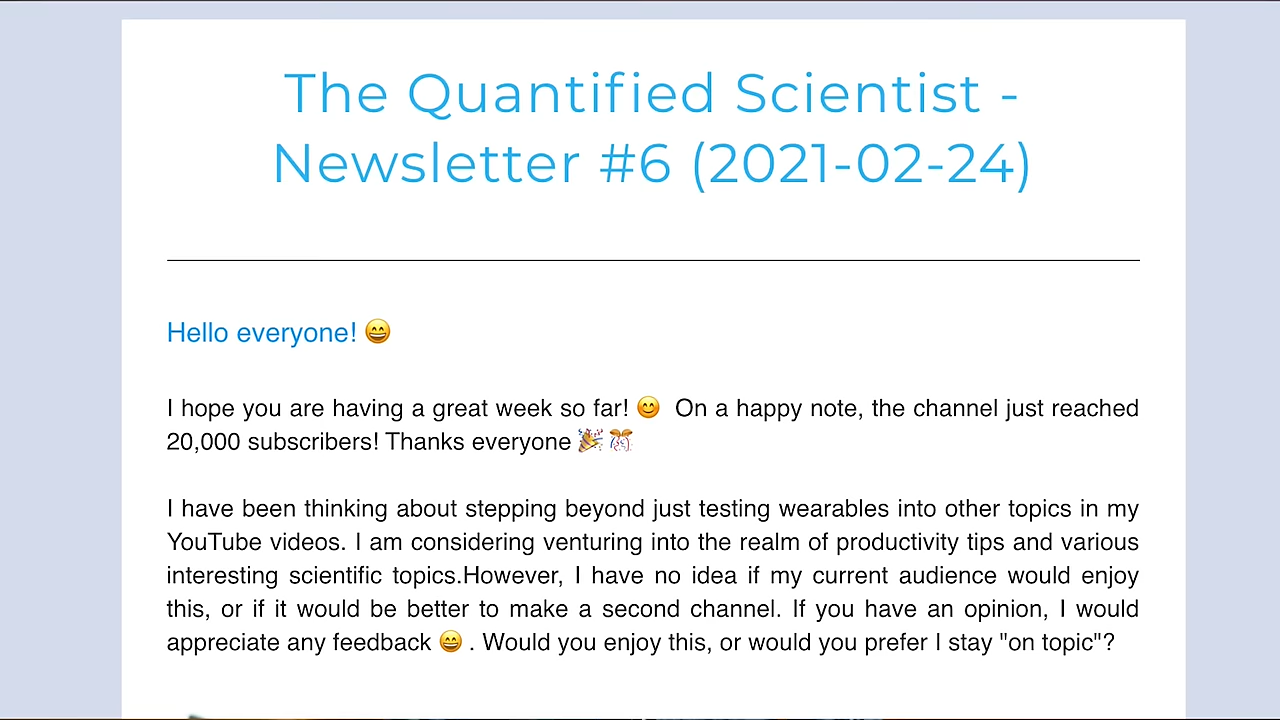 The Quantified Scientist -
Newsletter #6 (2021-02-24)
Hello everyone! 😄
I hope you are having a great week so far! 😊 On a happy note, the channel just reached
20,000 subscribers! Thanks everyone 🎉 🎊
I have been thinking about stepping beyond just testing wearables into other topics in my
YouTube videos. I am considering venturing into the realm of productivity tips and various
interesting scientific topics.However, I have no idea if my current audience would enjoy
this, or if it would be better to make a second channel. If you have an opinion, I would
appreciate any feedback 😄 . Would you enjoy this, or would you prefer I stay "on topic"?